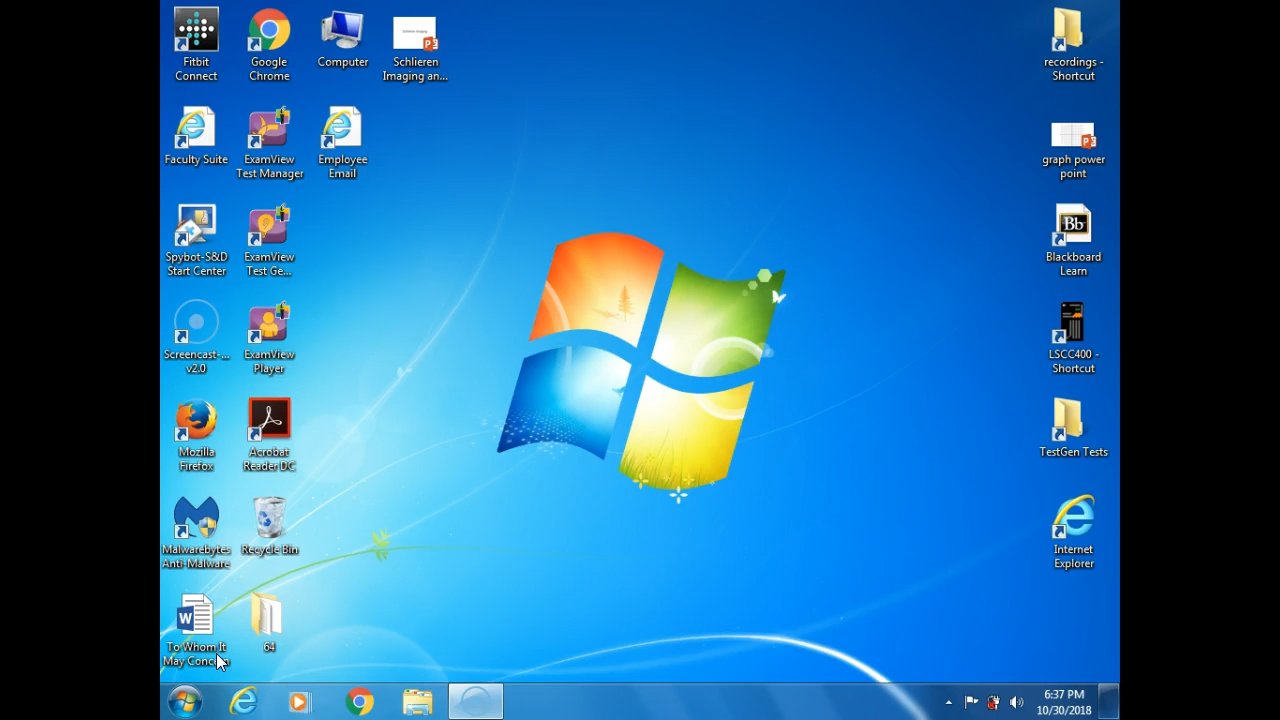 Fitbit
Connect
Google
Chrome
Computer
Schlieren
Imaging an...
recordings -
Shortcut
Faculty Suite
ExamView
Test Manager
Employee
Email
graph power
point
Spybot-S&D
Start Center
ExamView
Test Ge...
Bb
Blackboard
Learn
Screencast-...
v2.0
ExamView
Player
LSCC400 -
Shortcut
Mozilla
Firefox
Acrobat
Reader DC
TestGen Tests
Malwarebytes
Anti-Malware
Recycle Bin
Internet
Explorer
To Whom It
May Concern
64
6:37 PM
10/30/2018